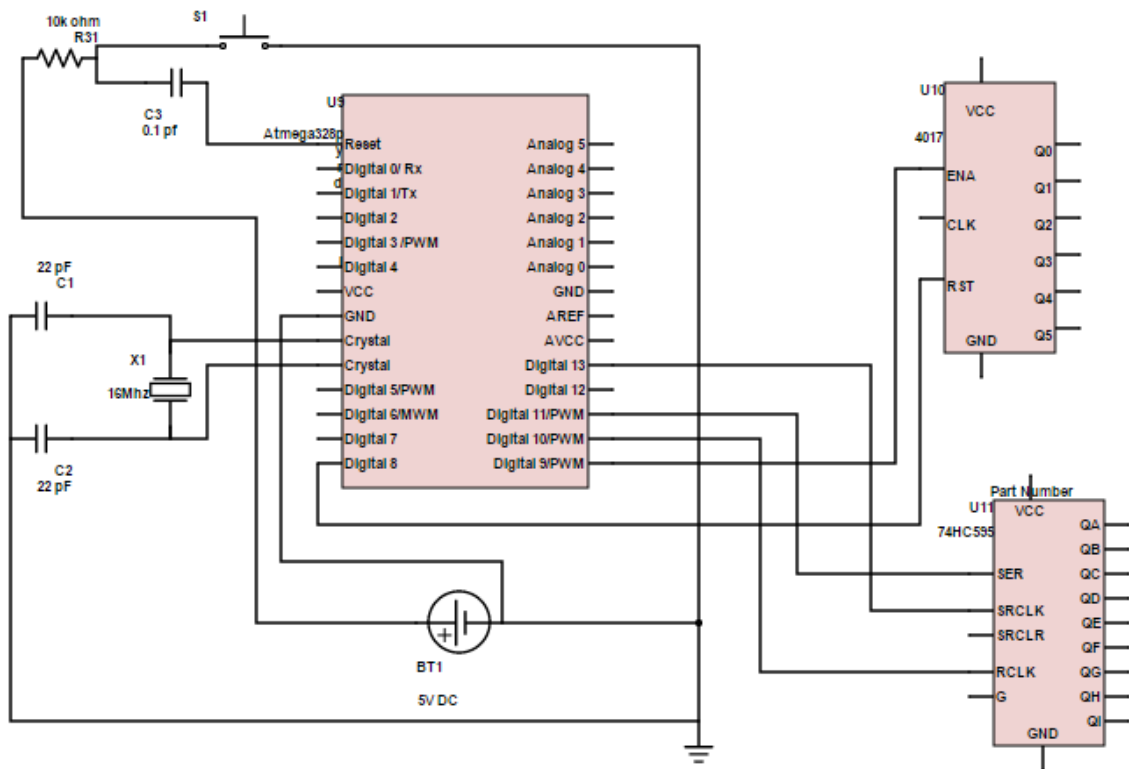 10k ohm
R31
S1
C3
0.1 pf
U9
Atmega328p
Reset
Digital 0/ Rx
Digital 1/Tx
Digital 2
Digital 3 /PWM
Digital 4
VCC
GND
Crystal
Crystal
Digital 5/PWM
Digital 6/MWM
Digital 7
Digital 8
Analog 5
Analog 4
Analog 3
Analog 2
Analog 1
Analog 0
GND
AREF
AVCC
Digital 13
Digital 12
Digital 11/PWM
Digital 10/PWM
Digital 9/PWM
22 pF
C1
X1
16Mhz
C2
22 pF
BT1
5V DC
U10
VCC
4017
ENA
CLK
RST
GND
Q0
Q1
Q2
Q3
Q4
Q5
Part Number
U11
VCC
74HC595
SER
SRCLK
SRCLR
RCLK
G
GND
QA
QB
QC
QD
QE
QF
QG
QH
QI